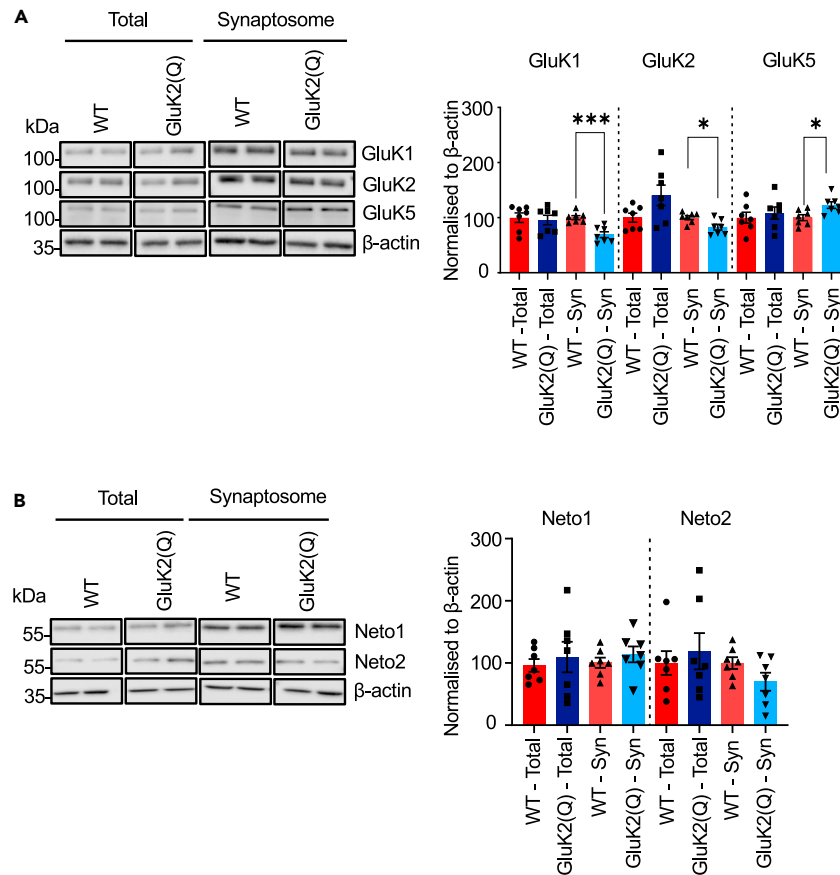 A
Total Synaptosome
WT GluK2(Q) WT GluK2(Q)
kDa
100- GluK1
100- GluK2
100- GluK5
35- β-actin
GluK1 GluK2 GluK5
Normalised to β-actin
300
200
100
0
*** * *
WT - Total
GluK2(Q) - Total
WT - Syn
GluK2(Q) - Syn
WT - Total
GluK2(Q) - Total
WT - Syn
GluK2(Q) - Syn
WT - Total
GluK2(Q) - Total
WT - Syn
GluK2(Q) - Syn
B
Total Synaptosome
WT GluK2(Q) WT GluK2(Q)
kDa
55- Neto1
55- Neto2
35- β-actin
Neto1 Neto2
Normalised to β-actin
300
200
100
0
WT - Total
GluK2(Q) - Total
WT - Syn
GluK2(Q) - Syn
WT - Total
GluK2(Q) - Total
WT - Syn
GluK2(Q) - Syn